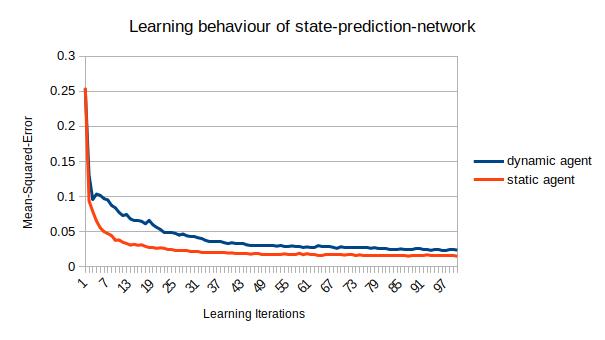 Learning behaviour of state-prediction-network
0.3
0.25
0.2
0.15
0.1
0.05
0
Mean-Squared-Error
1 7 13 19 25 31 37 43 49 55 61 67 73 79 85 91 97
Learning Iterations
dynamic agent
static agent